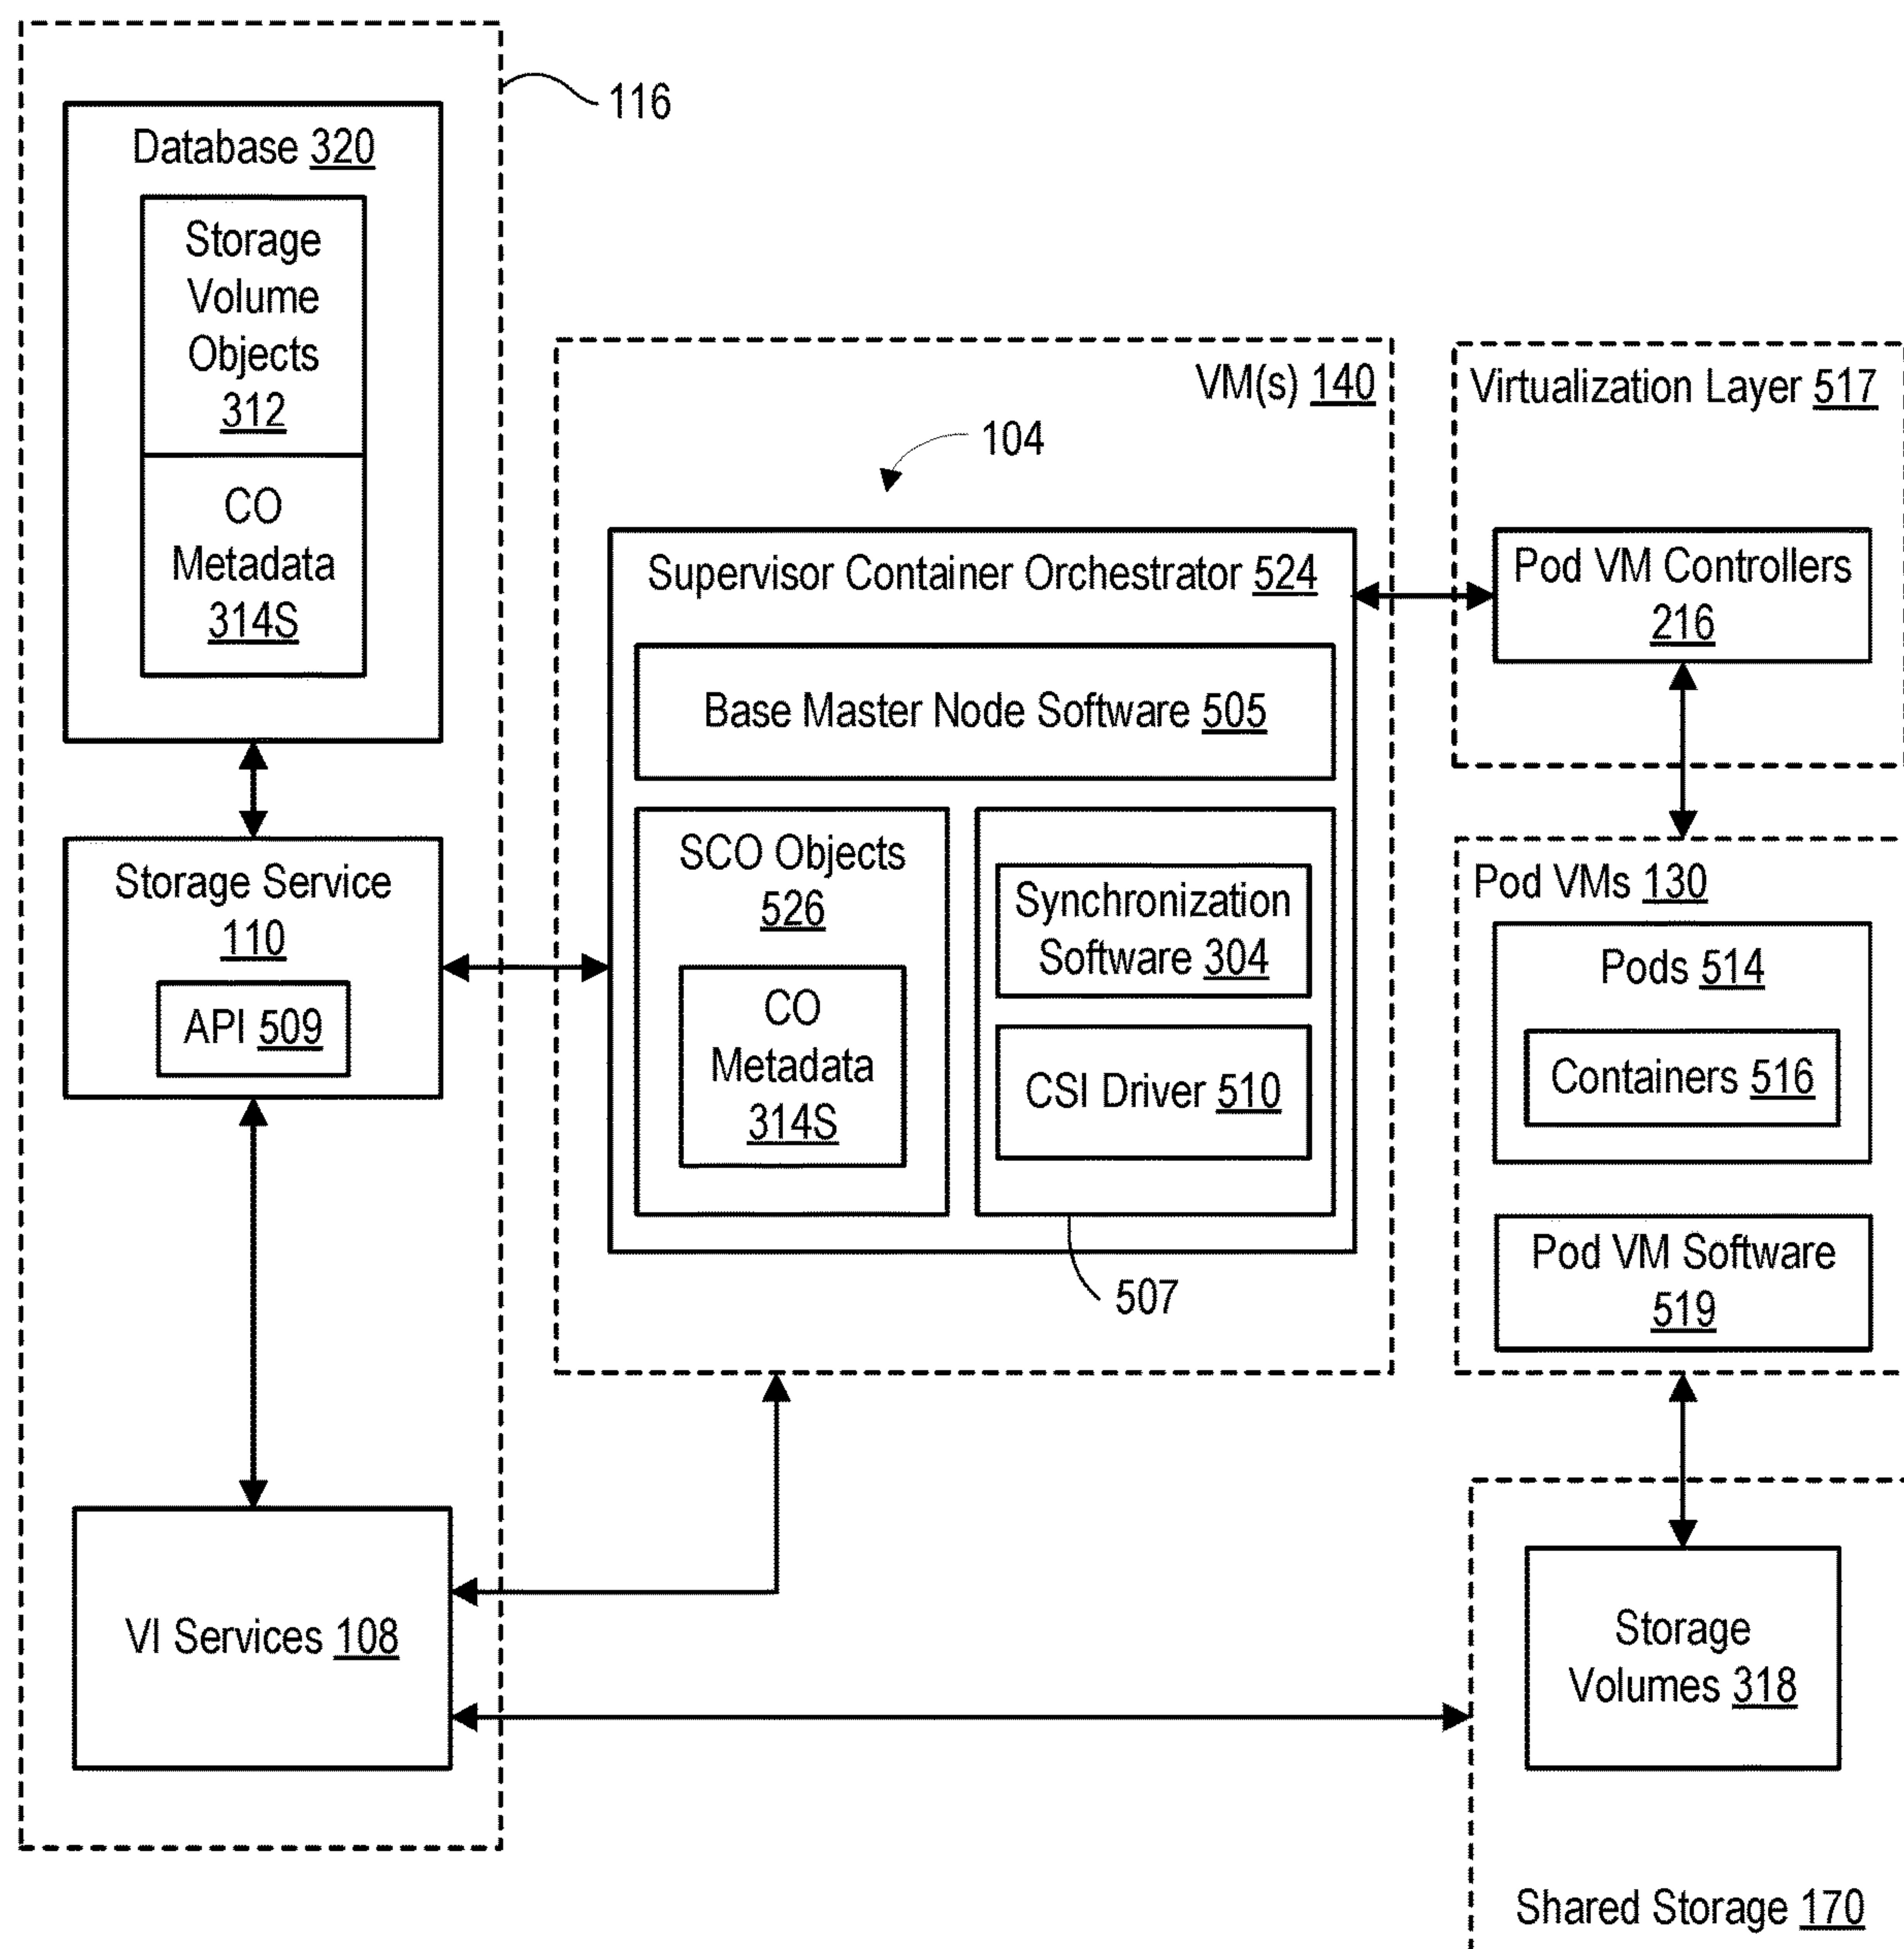 116
Database 320
Storage
Volume
Objects
312
CO
Metadata
314S
Storage Service
110
API 509
VI Services 108
VM(s) 140
104
Supervisor Container Orchestrator 524
Base Master Node Software 505
SCO Objects
526
CO
Metadata
314S
Synchronization
Software 304
CSI Driver 510
507
Virtualization Layer 517
Pod VM Controllers
216
Pod VMs 130
Pods 514
Containers 516
Pod VM Software
519
Storage
Volumes 318
Shared Storage 170